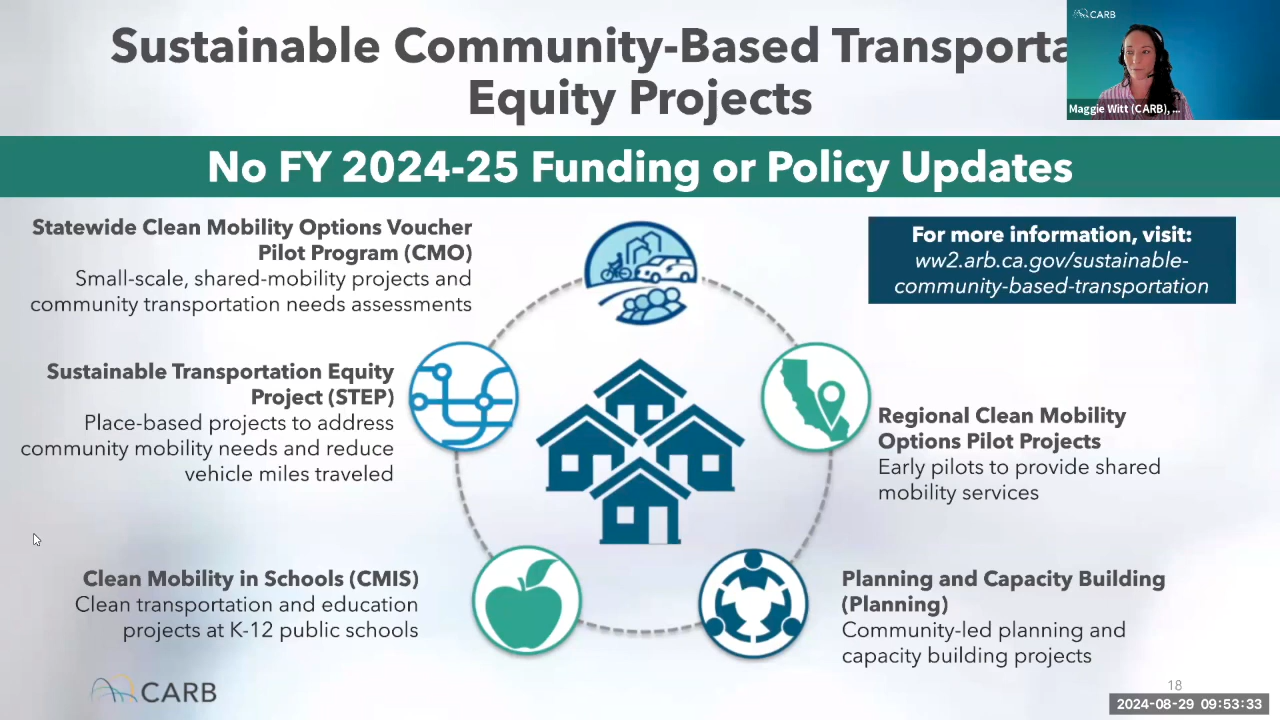 Sustainable Community-Based Transporta
Equity Projects
CARB
Maggie Witt (CARB), ...
No FY 2024-25 Funding or Policy Updates
Statewide Clean Mobility Options Voucher
Pilot Program (CMO)
Small-scale, shared-mobility projects and
community transportation needs assessments
For more information, visit:
ww2.arb.ca.gov/sustainable-
community-based-transportation
Sustainable Transportation Equity
Project (STEP)
Place-based projects to address
community mobility needs and reduce
vehicle miles traveled
Regional Clean Mobility
Options Pilot Projects
Early pilots to provide shared
mobility services
Clean Mobility in Schools (CMIS)
Clean transportation and education
projects at K-12 public schools
Planning and Capacity Building
(Planning)
Community-led planning and
capacity building projects
CARB
18
2024-08-29 09:53:33